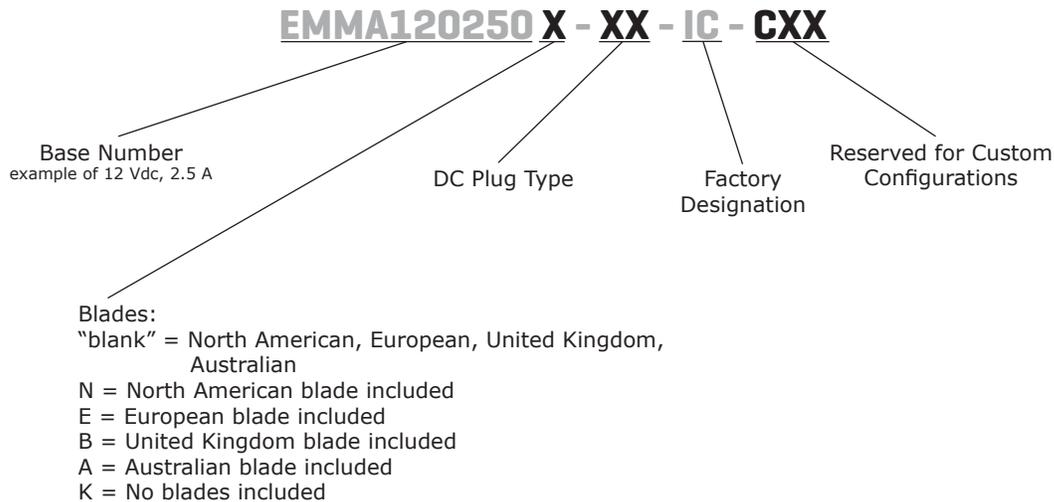 EMMA120250 X - XX - IC - CXX
Base Number
example of 12 Vdc, 2.5 A
DC Plug Type
Factory
Designation
Reserved for Custom
Configurations
Blades:
“blank” = North American, European, United Kingdom,
Australian
N = North American blade included
E = European blade included
B = United Kingdom blade included
A = Australian blade included
K = No blades included